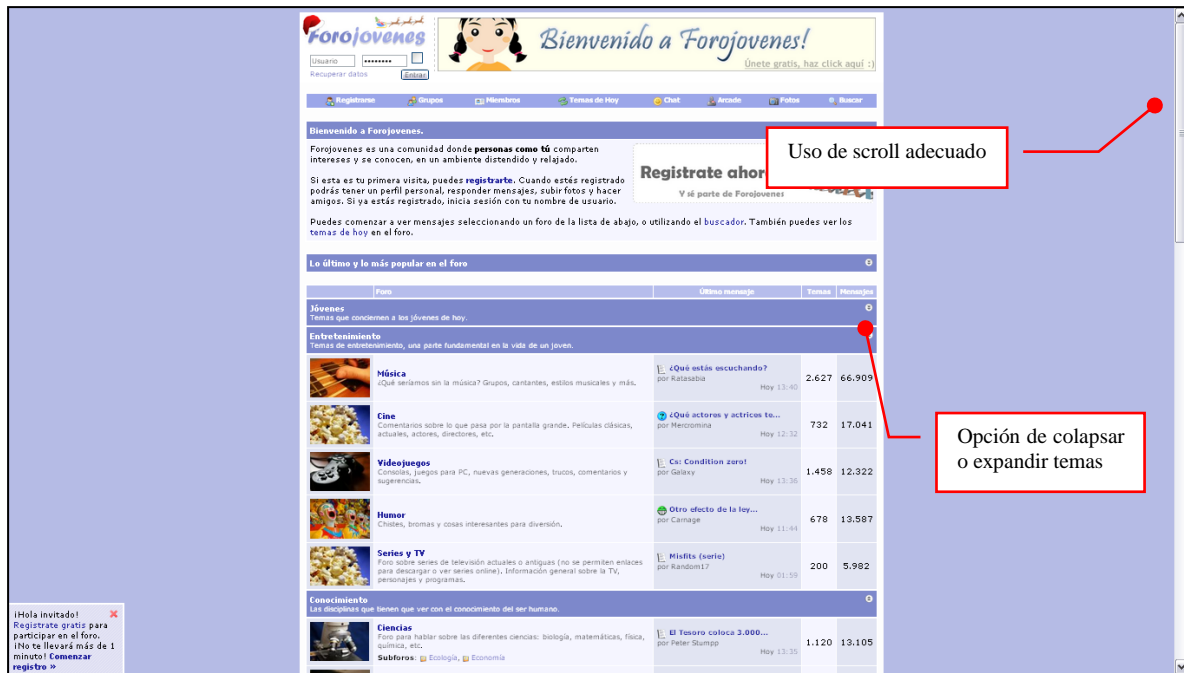 Forojovenes
Bienvenido a Forojovenes!
Únete gratis, haz click aquí :)
Usuario ••••••••
Recuperar datos Entrar
Registrarse Grupos Miembros Temas de Hoy Chat Arcade Fotos Buscar
Bienvenido a Forojovenes.
Forojovenes es una comunidad donde personas como tú comparten
intereses y se conocen, en un ambiente distendido y relajado.
Si esta es tu primera visita, puedes registrarte. Cuando estés registrado
podrás tener un perfil personal, responder mensajes, subir fotos y hacer
amigos. Si ya estás registrado, inicia sesión con tu nombre de usuario.
Registrate ahor
Y sé parte de Forojovenes
Puedes comenzar a ver mensajes seleccionando un foro de la lista de abajo, o utilizando el buscador. También puedes ver los
temas de hoy en el foro.
Uso de scroll adecuado
Lo último y lo más popular en el foro
Foro Último mensaje Temas Mensajes
Jóvenes
Temas que conciernen a los jóvenes de hoy.
Entretenimiento
Temas de entretenimiento, una parte fundamental en la vida de un joven.
Música
¿Qué seríamos sin la música? Grupos, cantantes, estilos musicales y más.
¿Qué estás escuchando?
por Ratasabia
Hoy 13:40
2.627 66.909
Cine
Comentarios sobre lo que pasa por la pantalla grande. Películas clásicas,
actuales, actores, directores, etc.
¿Qué actores y actrices te...
por Mercromina
Hoy 12:32
732 17.041
Videojuegos
Consolas, juegos para PC, nuevas generaciones, trucos, comentarios y
sugerencias.
Cs: Condition zero!
por Galaxy
Hoy 13:36
1.458 12.322
Humor
Chistes, bromas y cosas interesantes para diversión.
Otro efecto de la ley...
por Carnage
Hoy 11:44
678 13.587
Series y TV
Foro sobre series de televisión actuales o antiguas (no se permiten enlaces
para descargar o ver series online). Información general sobre la TV,
personajes y programas.
Misfits (serie)
por Random17
Hoy 01:59
200 5.982
Opción de colapsar
o expandir temas
Conocimiento
Las disciplinas que tienen que ver con el conocimiento del ser humano.
Ciencias
Foro para hablar sobre las diferentes ciencias: biología, matemáticas, física,
química, etc.
Subforos: Ecología, Economía
El Tesoro coloca 3.000...
por Peter Stumpp
Hoy 13:35
1.120 13.105
¡Hola invitado!
Registrate gratis para
participar en el foro.
¡No te llevará más de 1
minuto! Comenzar
registro »